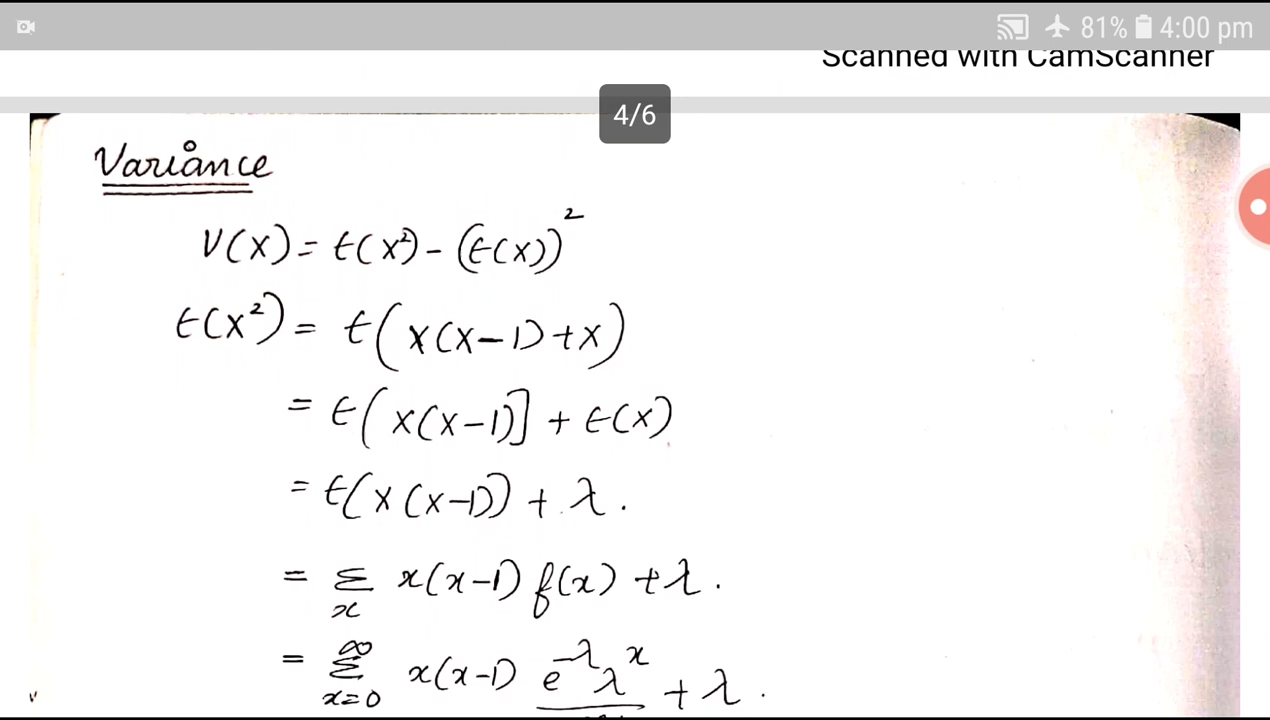 81% 4:00 pm
Scanned with CamScanner
4/6
Variance
V(X) = E(X²) - (E(X))²
E(X²) = E(X(X-1)+X)
= E(X(X-1)] + E(X)
= E(X(X-1)) + λ.
= Σ x x(x-1) f(x) + λ.
= ∞ Σ x=0 x(x-1) e^-λ λ^x + λ.